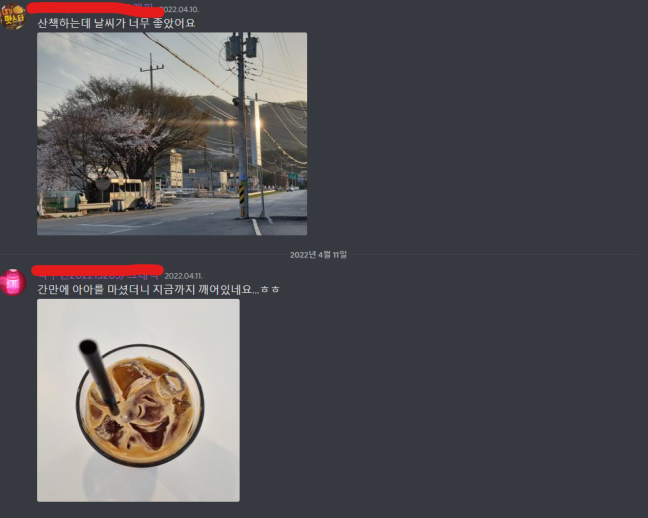 2022.04.10.
산책하는데 날씨가 너무 좋았어요
2022년 4월 11일
2022.04.11.
간만에 아아를 마셨더니 지금까지 깨어있네요...ㅎㅎ